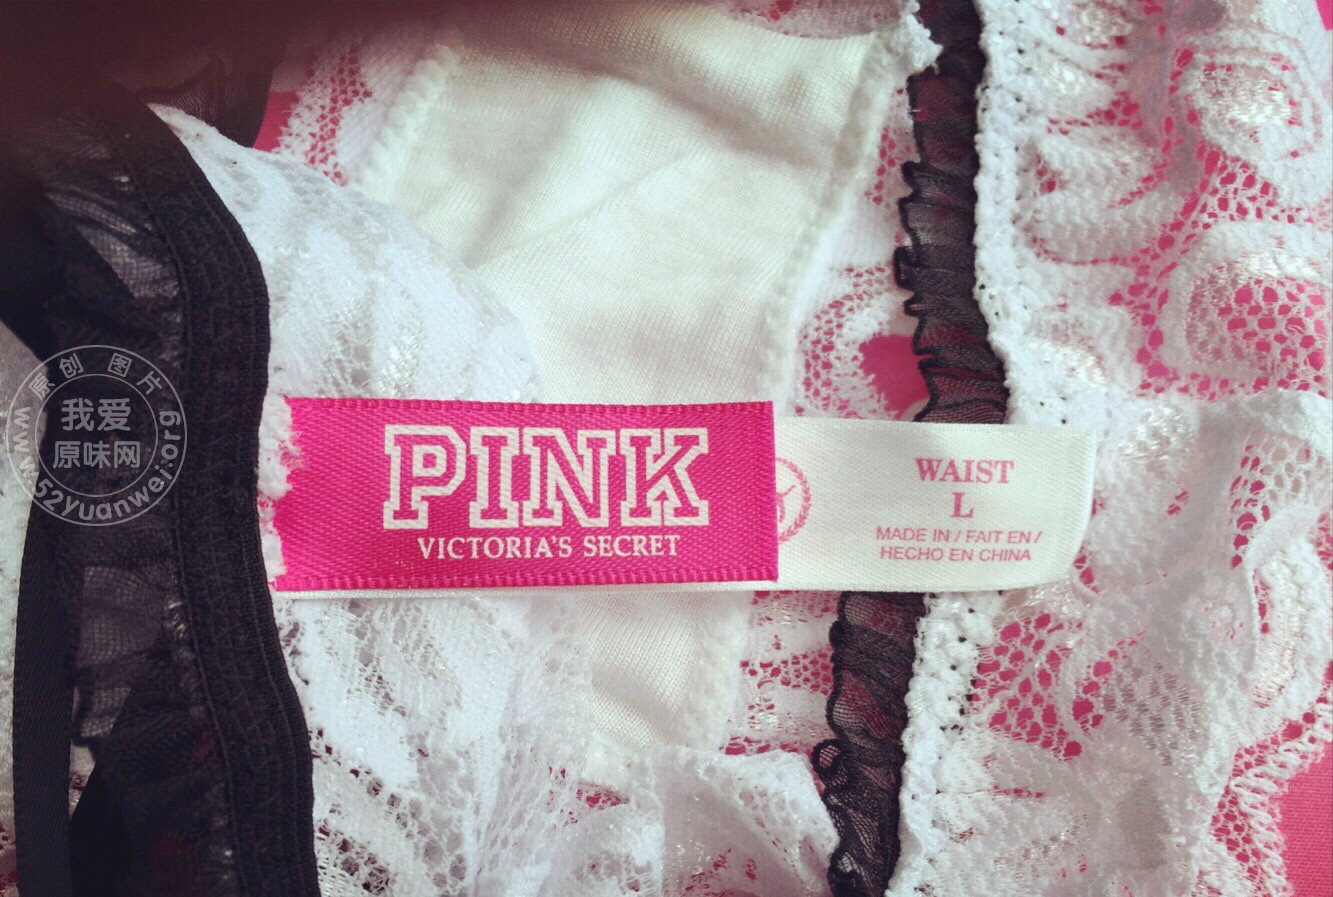 原创图片
我爱
原味网
www.52yuanwei.org
PINK
VICTORIA'S SECRET
WAIST
L
MADE IN / FAIT EN /
HECHO EN CHINA